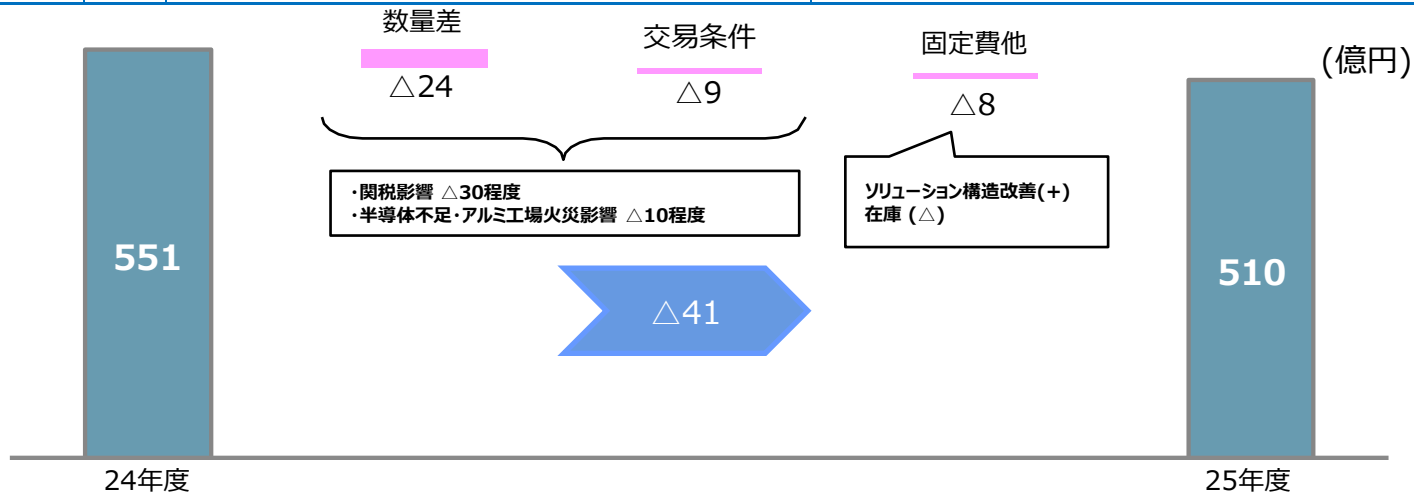 数量差
交易条件
固定費他
(億円)
△24
△9
△8
・関税影響 △30程度
・半導体不足・アルミ工場火災影響 △10程度
ソリューション構造改善(+)
在庫 (△)
551
△41
510
24年度
25年度